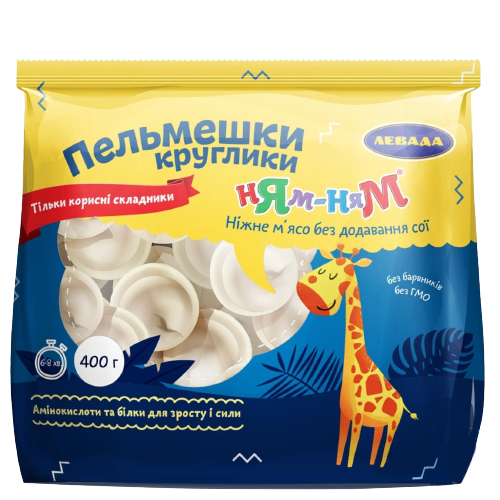 Пельмешки
круглики
ЛЕВАДА
Тільки корисні складники
НЯМ-НЯМ®
Ніжне м'ясо без додавання сої
без барвників
без ГМО
6-8 хв
400 г
Амінокислоти та білки для зросту і сили